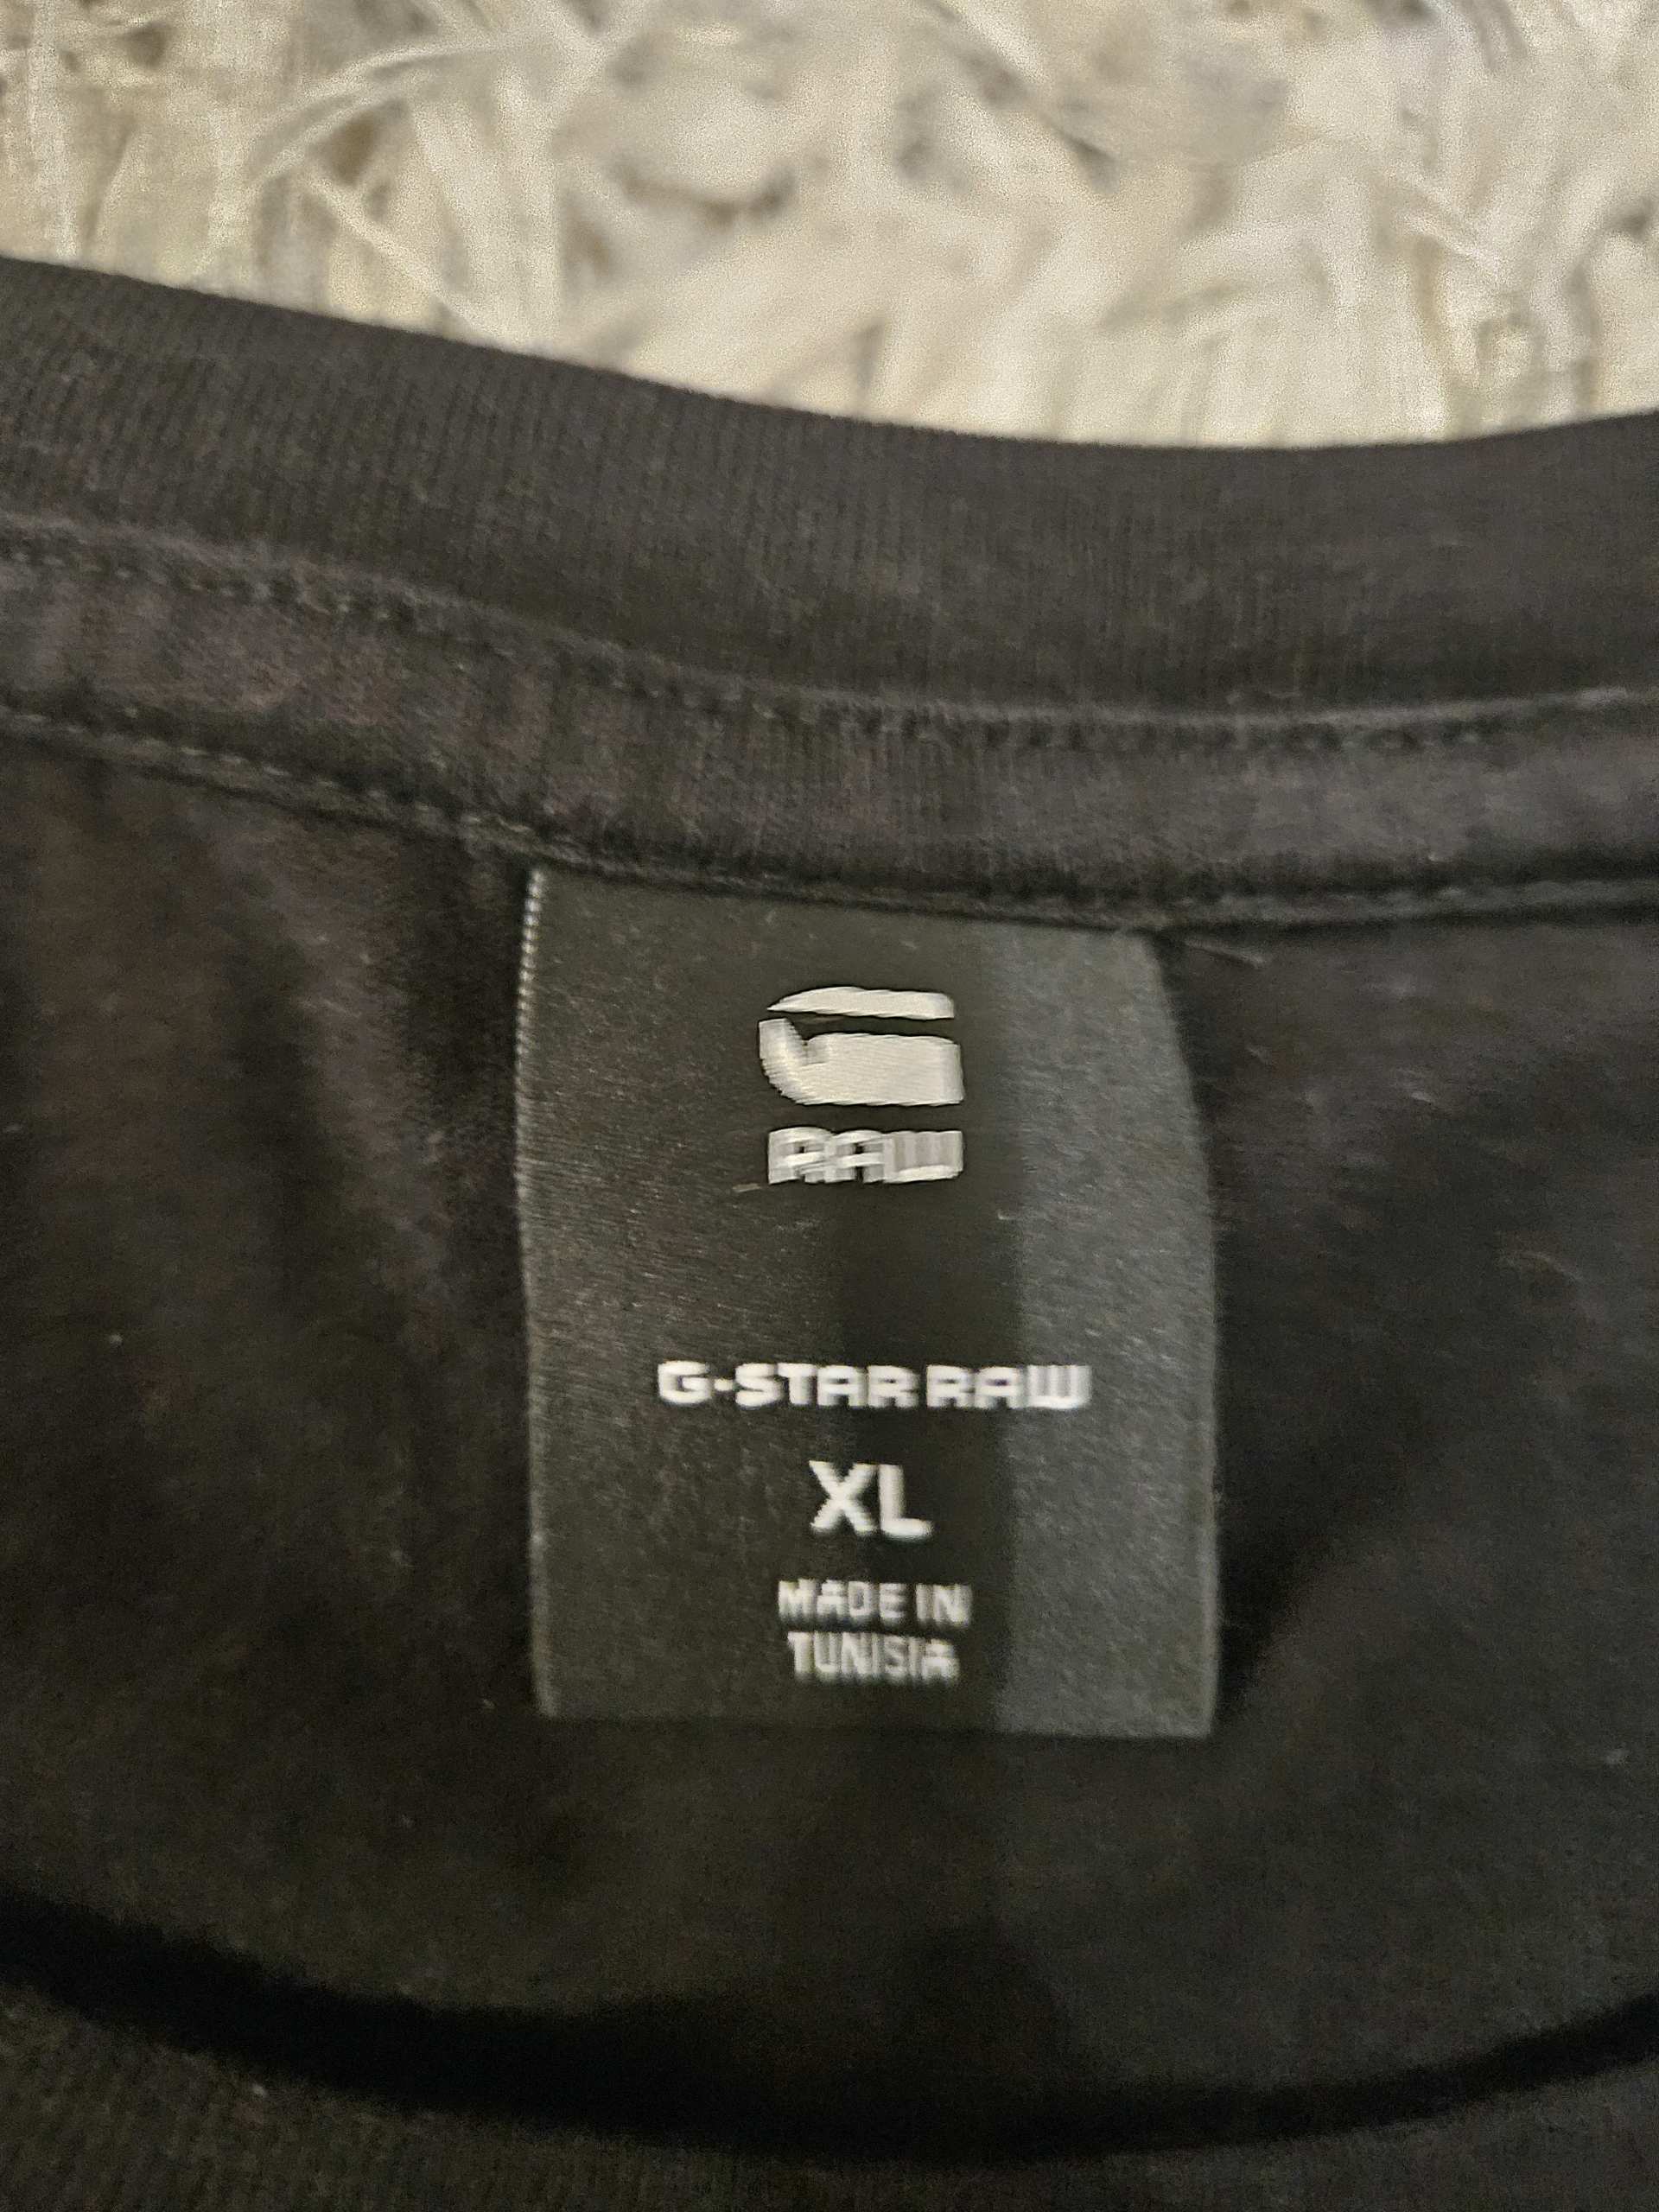 RAW
G-STAR RAW
XL
MADE IN
TUNISIA